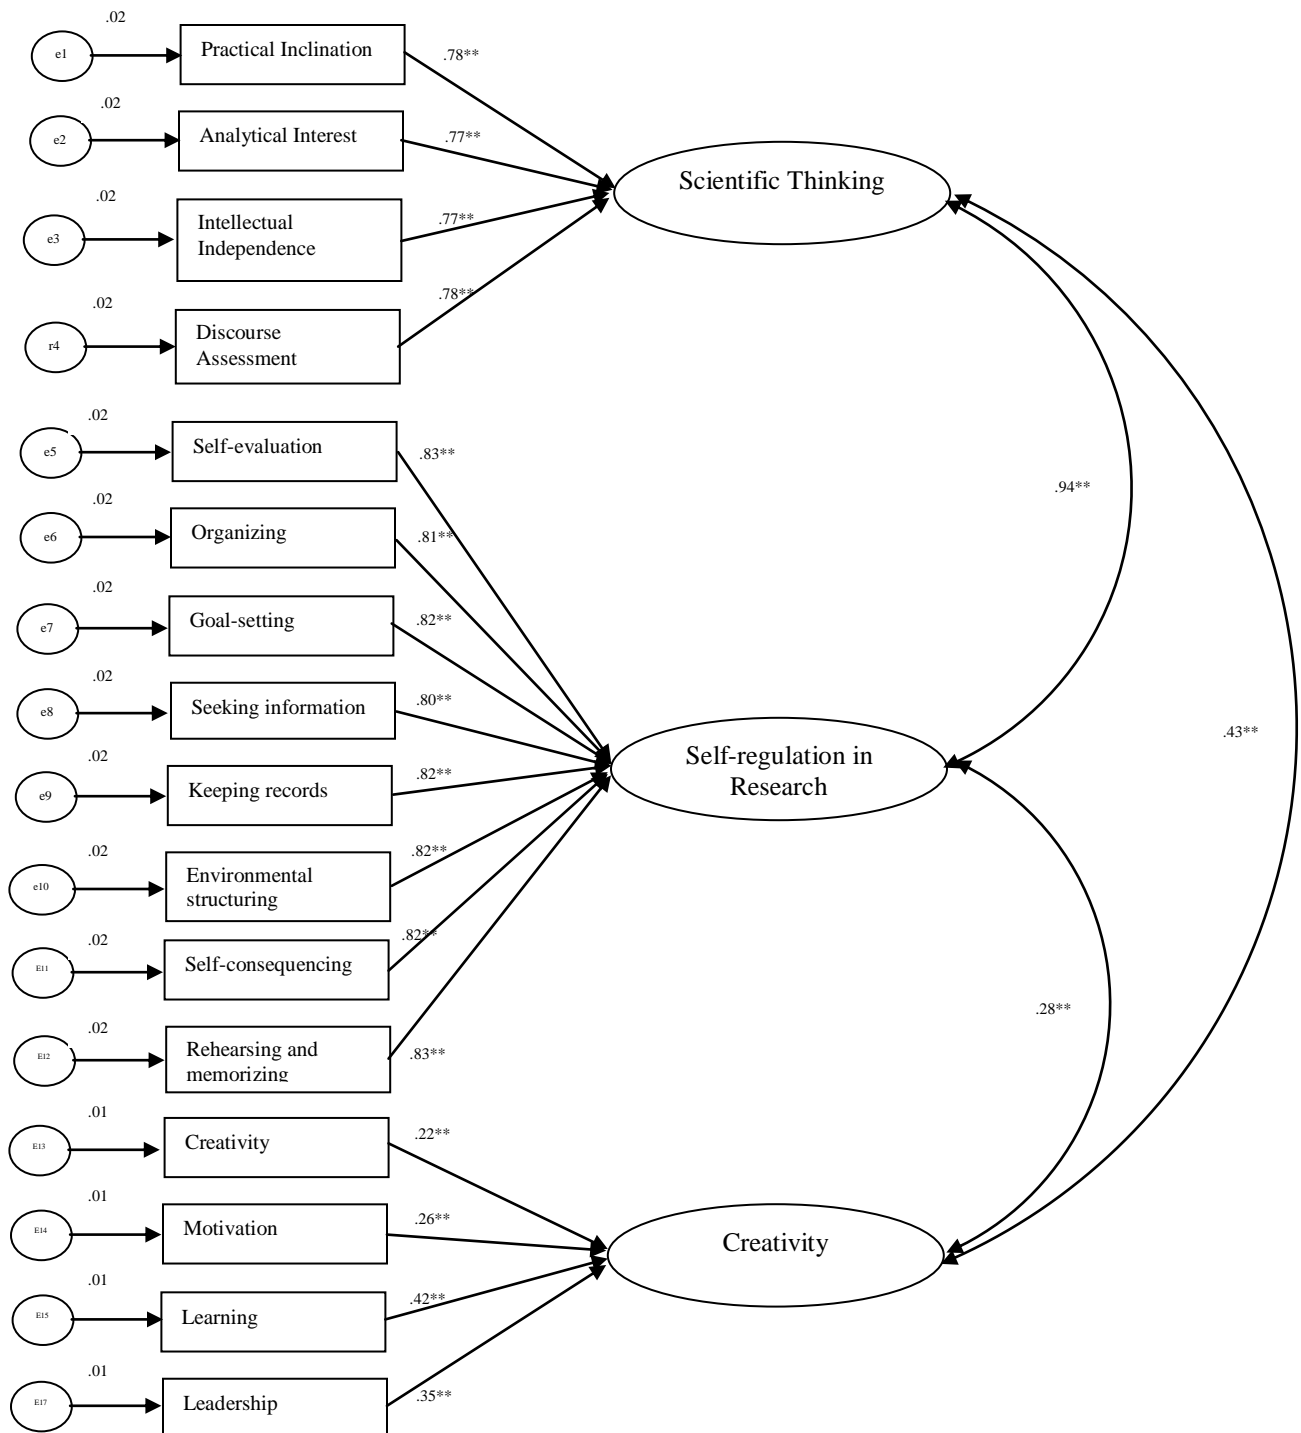 .02
e1
Practical Inclination
.78**
.02
e2
Analytical Interest
.77**
Scientific Thinking
.02
e3
Intellectual
Independence
.77**
.02
r4
Discourse
Assessment
.78**
.02
e5
Self-evaluation
.83**
.94**
.02
e6
Organizing
.81**
.02
e7
Goal-setting
.82**
.02
e8
Seeking information
.80**
Self-regulation in
Research
.43**
.02
e9
Keeping records
.82**
.02
e10
Environmental
structuring
.82**
.02
E11
Self-consequencing
.82**
.28**
.02
E12
Rehearsing and
memorizing
.83**
.01
E13
Creativity
.22**
.01
E14
Motivation
.26**
Creativity
.01
E15
Learning
.42**
.01
E17
Leadership
.35**